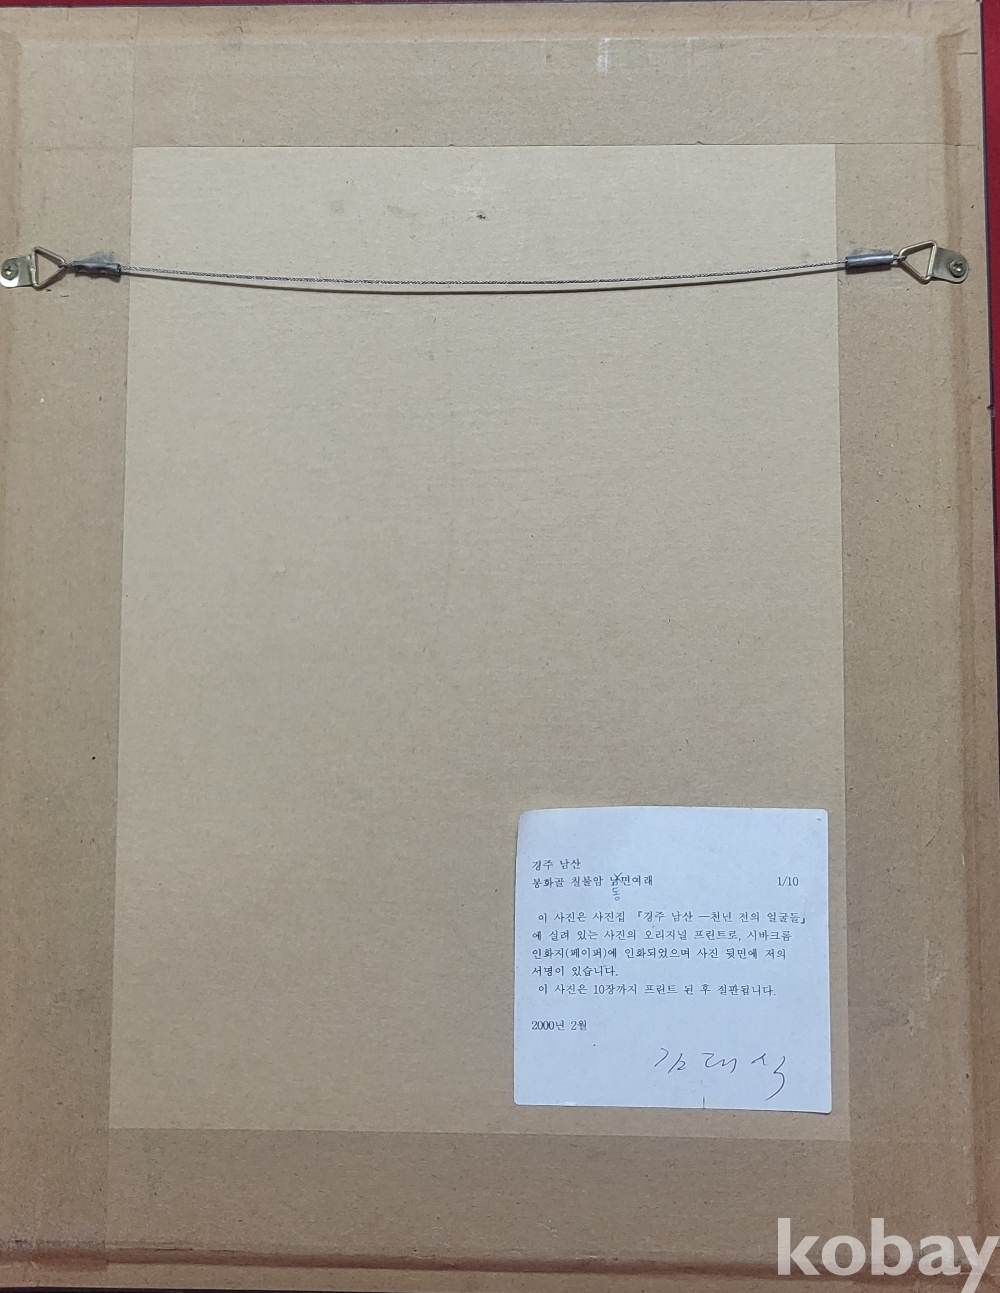 경주 남산
봉화골 칠불암 남면여래 1/10
동
이 사진은 사진집 『경주 남산 —천년 전의 얼굴들』
에 실려 있는 사진의 오리지널 프린트로, 시바크롬
인화지(페이퍼)에 인화되었으며 사진 뒷면에 저의
서명이 있습니다.
이 사진은 10장까지 프린트 된 후 절판됩니다.
2000년 2월
김대식
kobay